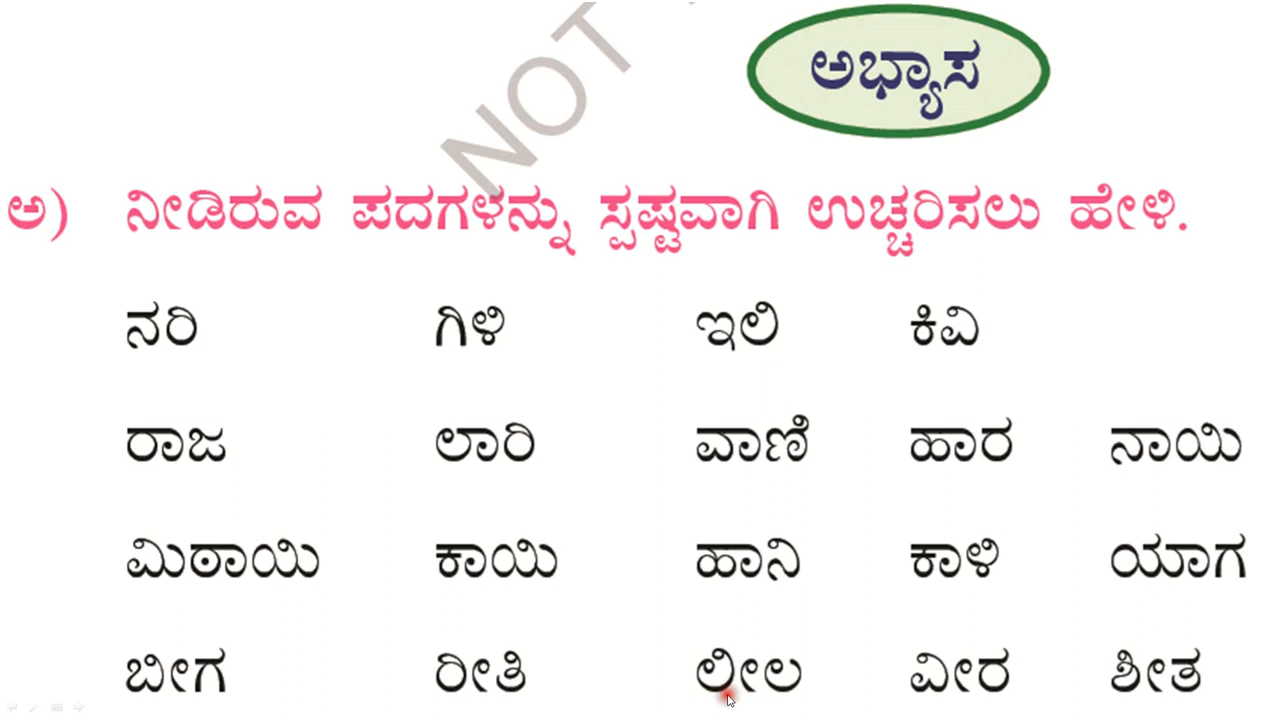 NOT
ಅಭ್ಯಾಸ
ಅ) ನೀಡಿರುವ ಪದಗಳನ್ನು ಸ್ಪಷ್ಟವಾಗಿ ಉಚ್ಚರಿಸಲು ಹೇಳಿ.
ನರಿ ಗಿಳಿ ಇಲಿ ಕಿವಿ
ರಾಜ ಲಾರಿ ವಾಣಿ ಹಾರ ನಾಯಿ
ಮಿಠಾಯಿ ಕಾಯಿ ಹಾನಿ ಕಾಳಿ ಯಾಗ
ಬೀಗ ರೀತಿ ಲೀಲ ವೀರ ಶೀತ